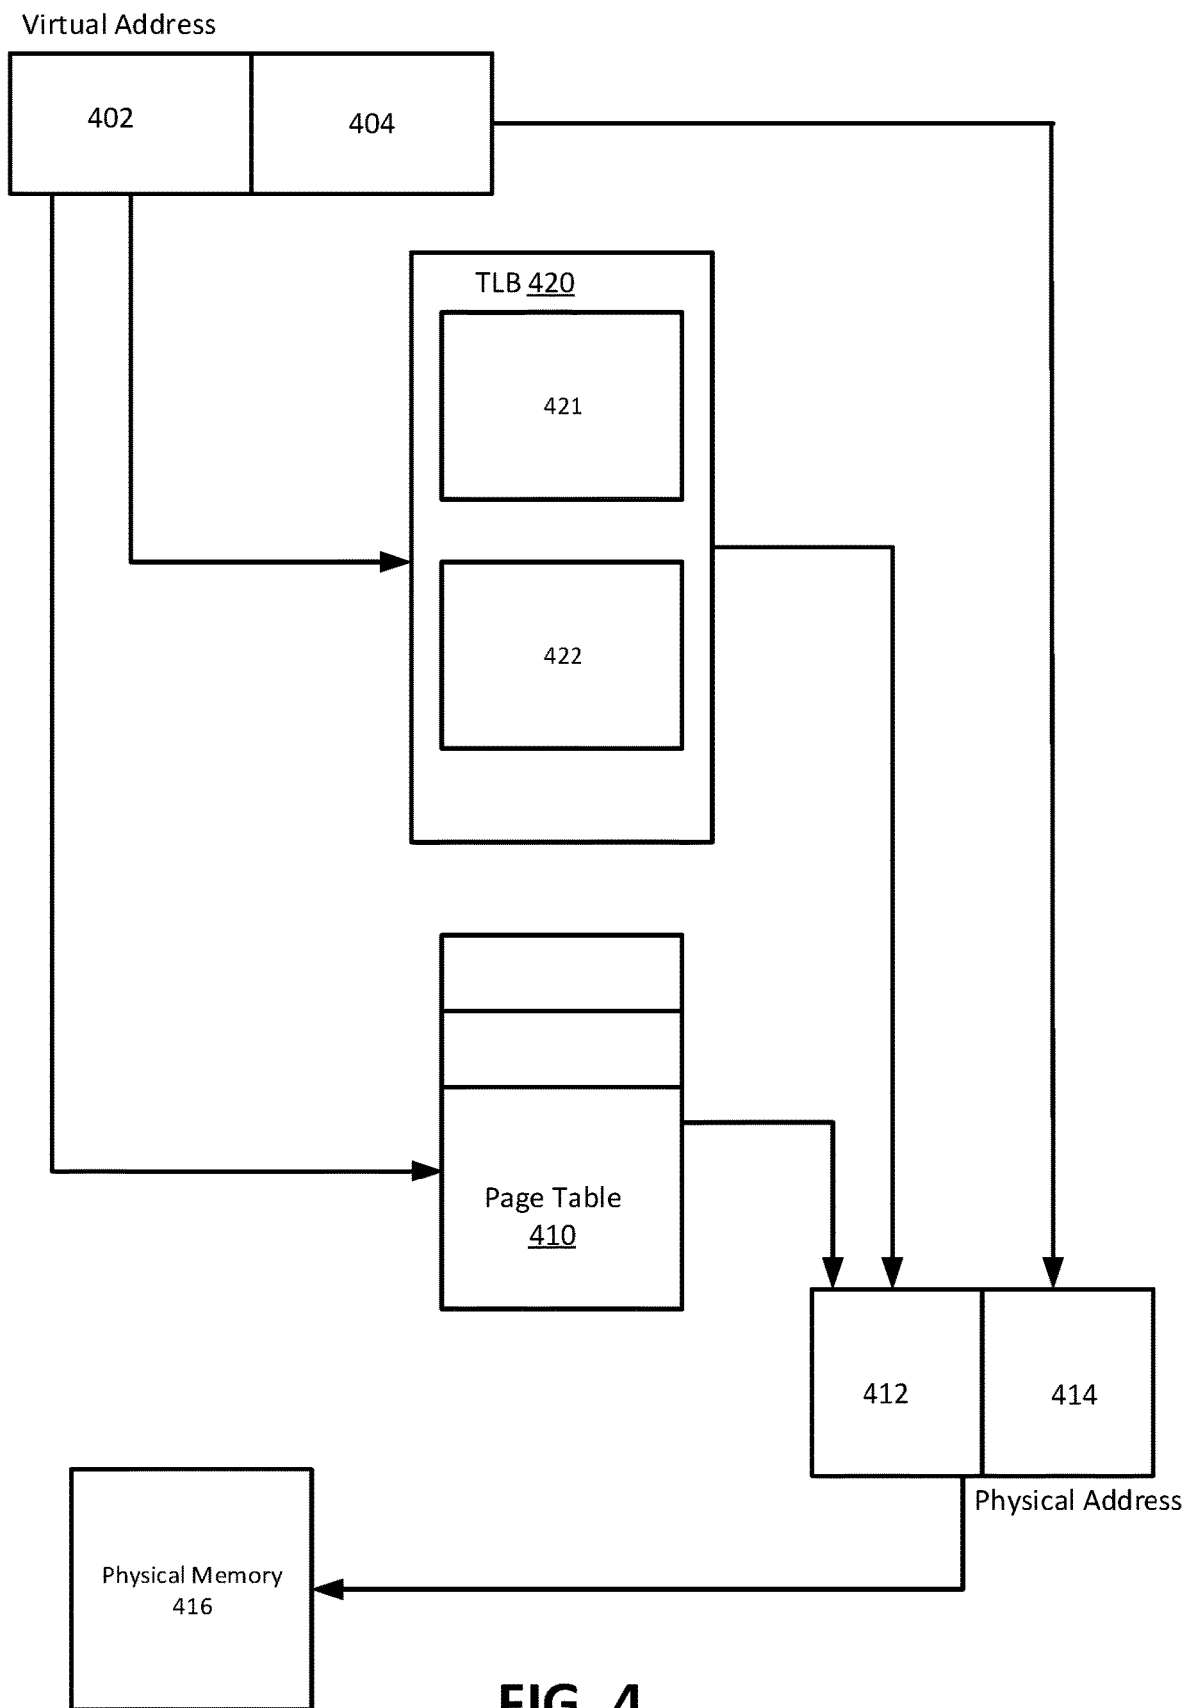 Virtual Address
402
404
TLB 420
421
422
Page Table
410
412
414
Physical Address
Physical Memory
416
FIG. 4